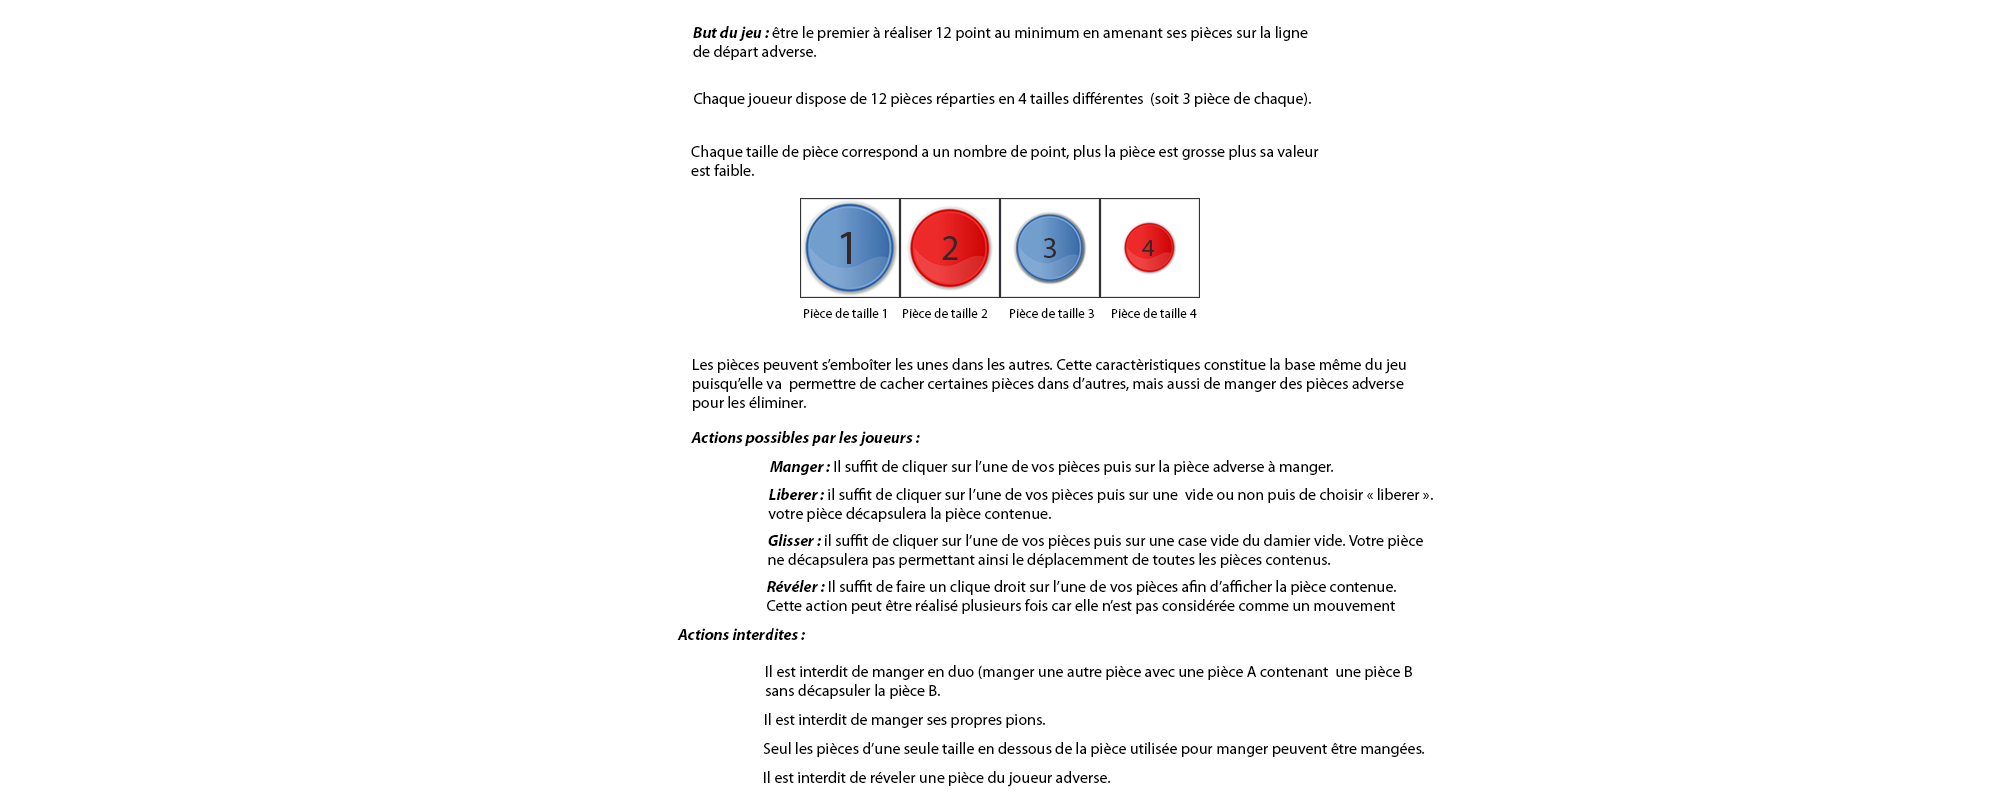 But du jeu : être le premier à réaliser 12 point au minimum en amenant ses pièces sur la ligne
de départ adverse.
Chaque joueur dispose de 12 pièces réparties en 4 tailles différentes (soit 3 pièce de chaque).
Chaque taille de pièce correspond a un nombre de point, plus la pièce est grosse plus sa valeur
est faible.
1 2 3 4
Pièce de taille 1 Pièce de taille 2 Pièce de taille 3 Pièce de taille 4
Les pièces peuvent s’emboîter les unes dans les autres. Cette caractèristiques constitue la base même du jeu
puisqu’elle va permettre de cacher certaines pièces dans d’autres, mais aussi de manger des pièces adverse
pour les éliminer.
Actions possibles par les joueurs :
Manger : Il suffit de cliquer sur l’une de vos pièces puis sur la pièce adverse à manger.
Liberer : il suffit de cliquer sur l’une de vos pièces puis sur une vide ou non puis de choisir « liberer ».
votre pièce décapsulera la pièce contenue.
Glisser : il suffit de cliquer sur l’une de vos pièces puis sur une case vide du damier vide. Votre pièce
ne décapsulera pas permettant ainsi le déplacemment de toutes les pièces contenus.
Révéler : Il suffit de faire un clique droit sur l’une de vos pièces afin d’afficher la pièce contenue.
Cette action peut être réalisé plusieurs fois car elle n’est pas considérée comme un mouvement
Actions interdites :
Il est interdit de manger en duo (manger une autre pièce avec une pièce A contenant une pièce B
sans décapsuler la pièce B.
Il est interdit de manger ses propres pions.
Seul les pièces d’une seule taille en dessous de la pièce utilisée pour manger peuvent être mangées.
Il est interdit de réveler une pièce du joueur adverse.